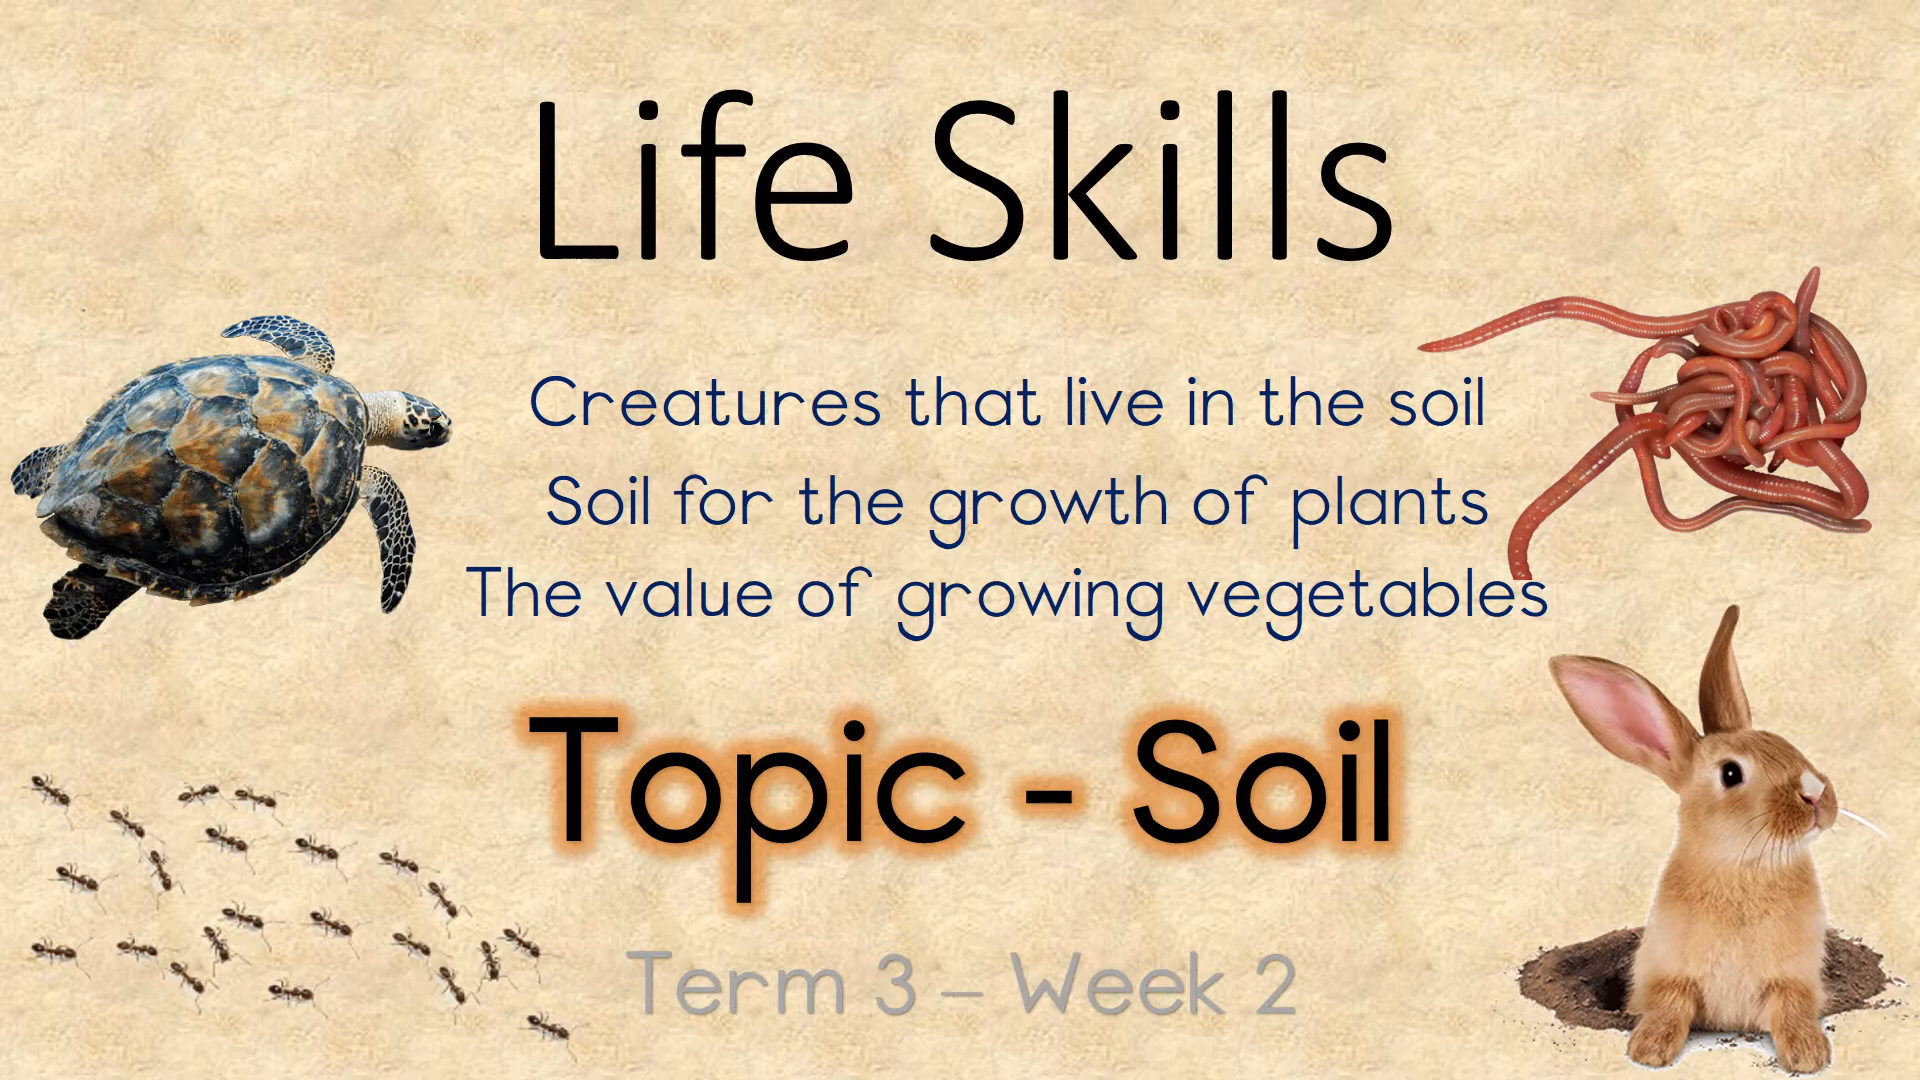 Life Skills
Creatures that live in the soil
Soil for the growth of plants
The value of growing vegetables
Topic - Soil
Term 3 – Week 2